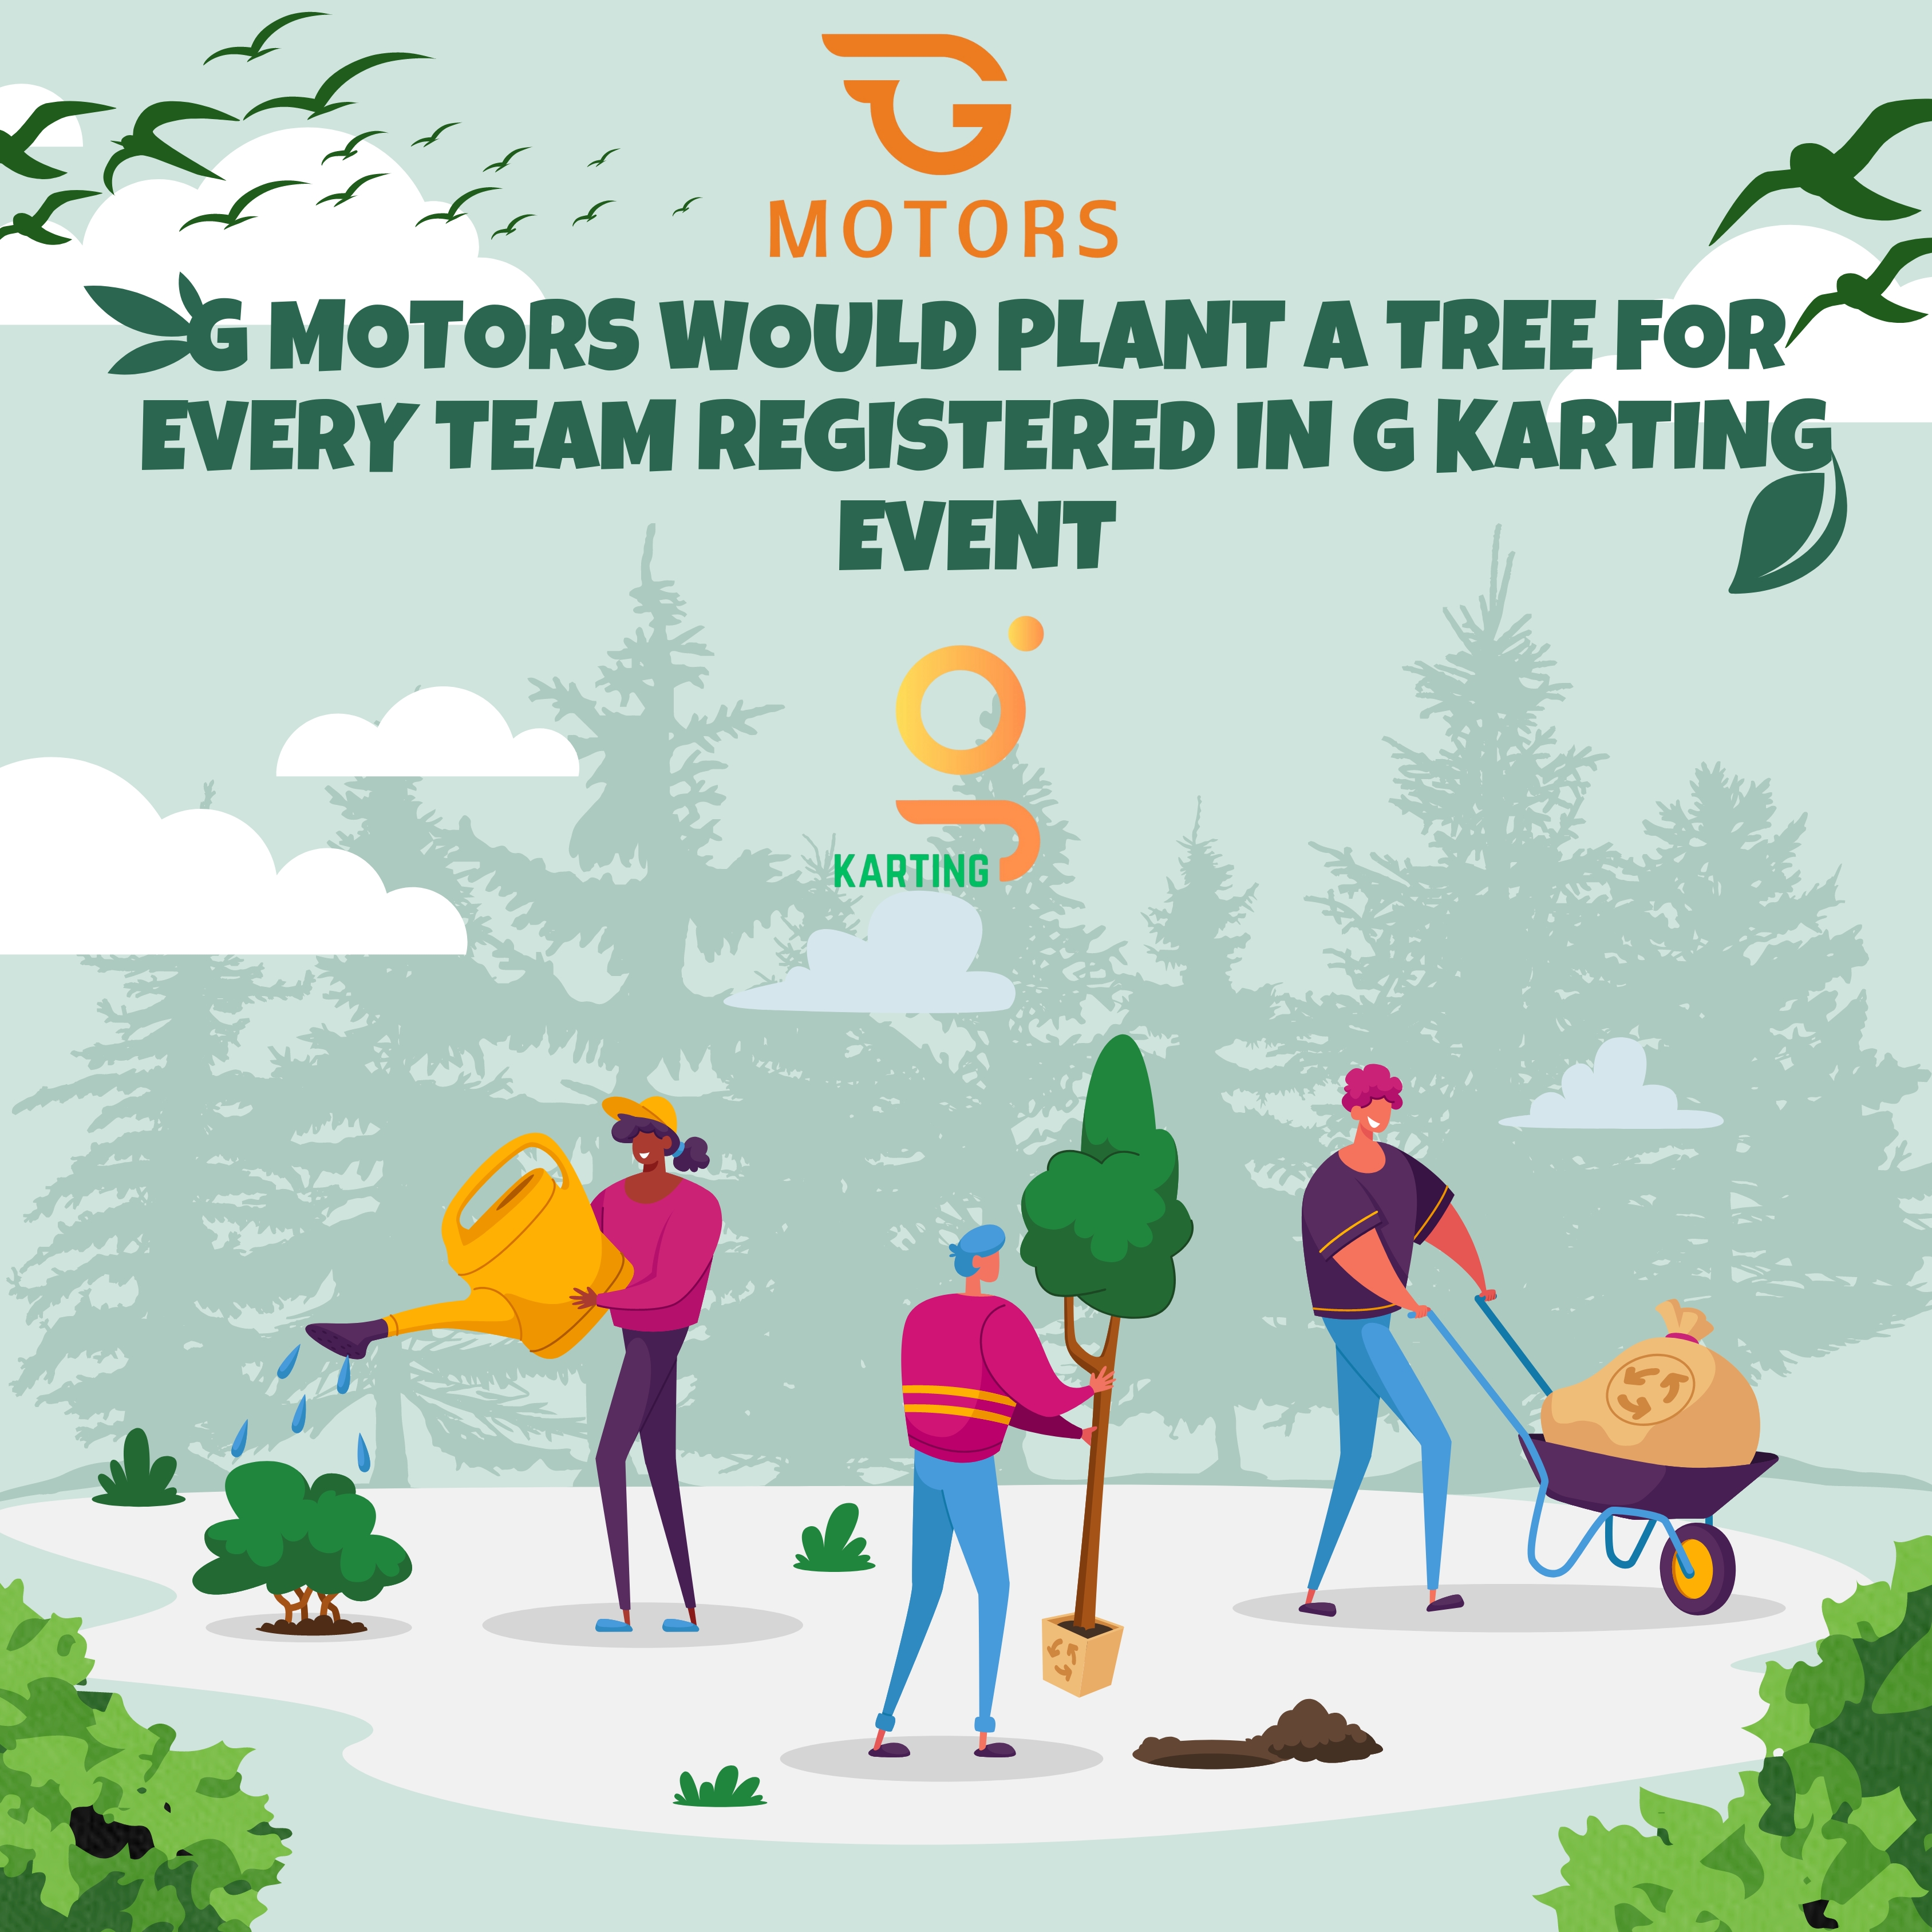 MOTORS
G MOTORS WOULD PLANT A TREE FOR
EVERY TEAM REGISTERED IN G KARTING
EVENT
KARTING